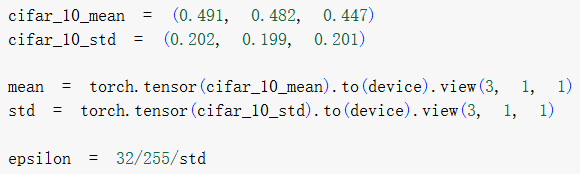 cifar_10_mean = (0.491, 0.482, 0.447)
cifar_10_std = (0.202, 0.199, 0.201)
mean = torch.tensor(cifar_10_mean).to(device).view(3, 1, 1)
std = torch.tensor(cifar_10_std).to(device).view(3, 1, 1)
epsilon = 32/255/std